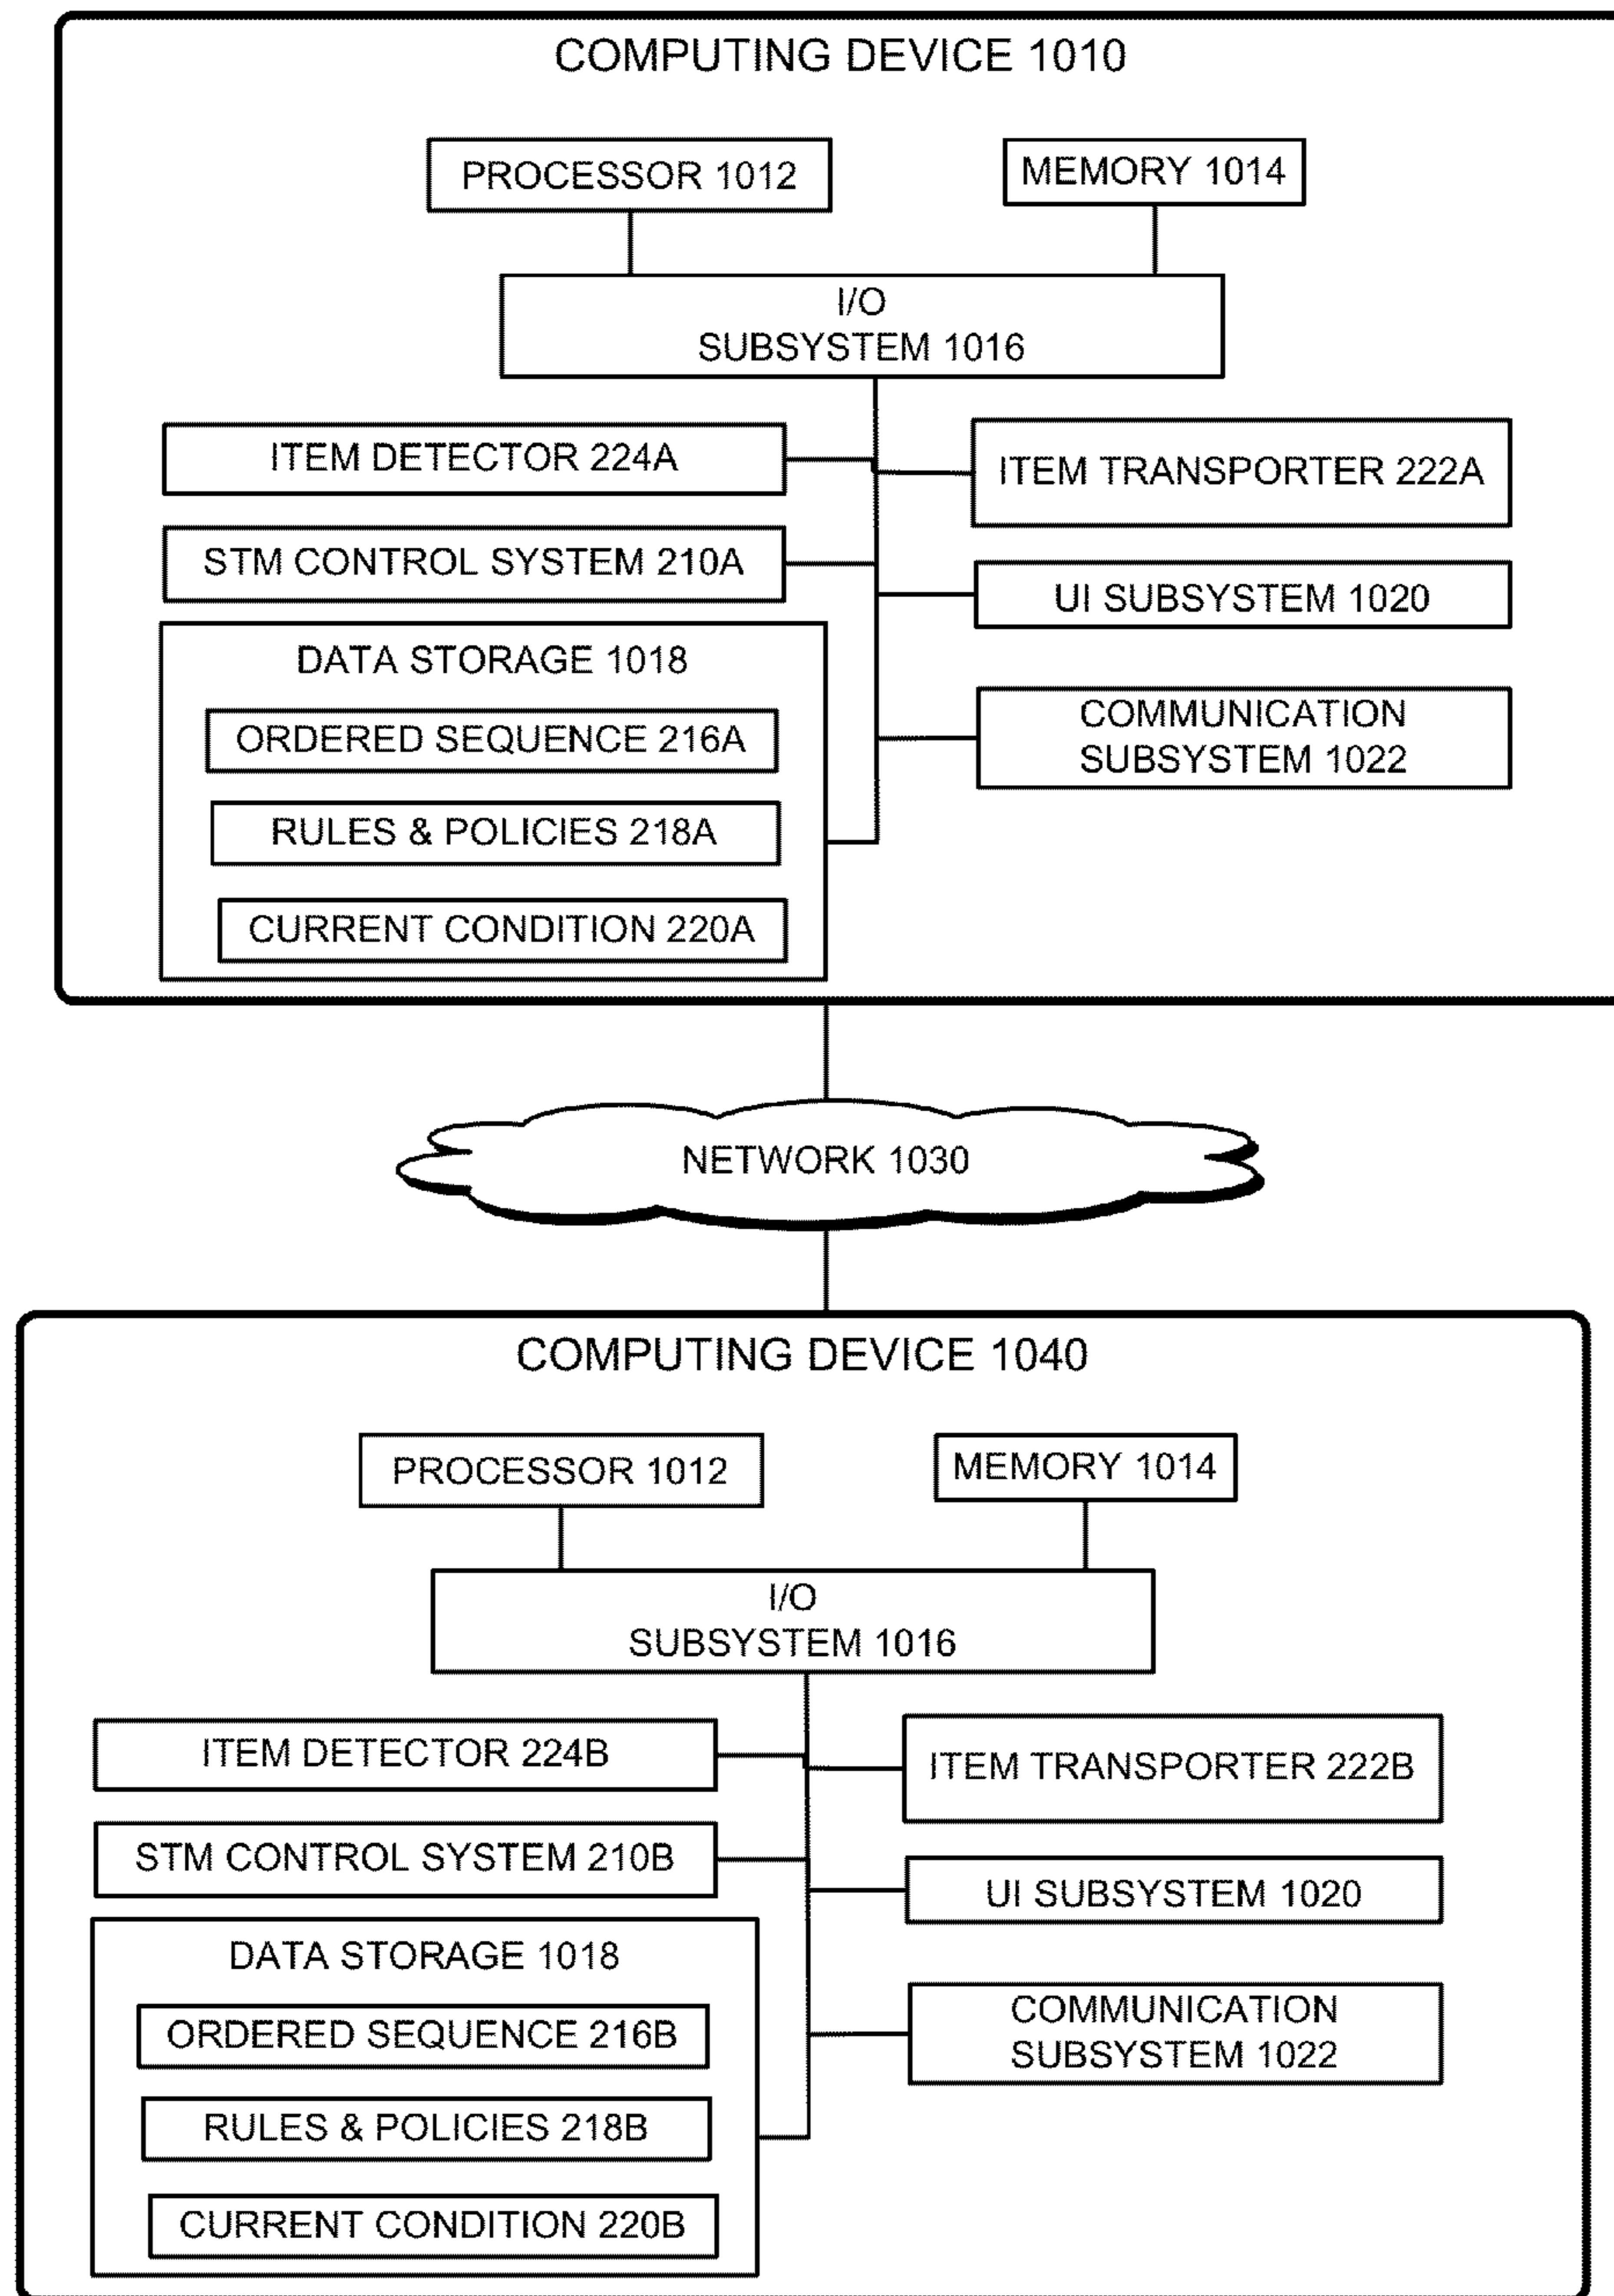 COMPUTING DEVICE 1010
PROCESSOR 1012
MEMORY 1014
I/O
SUBSYSTEM 1016
ITEM DETECTOR 224A
ITEM TRANSPORTER 222A
STM CONTROL SYSTEM 210A
UI SUBSYSTEM 1020
DATA STORAGE 1018
ORDERED SEQUENCE 216A
RULES & POLICIES 218A
CURRENT CONDITION 220A
COMMUNICATION
SUBSYSTEM 1022
NETWORK 1030
COMPUTING DEVICE 1040
PROCESSOR 1012
MEMORY 1014
I/O
SUBSYSTEM 1016
ITEM DETECTOR 224B
ITEM TRANSPORTER 222B
STM CONTROL SYSTEM 210B
UI SUBSYSTEM 1020
DATA STORAGE 1018
ORDERED SEQUENCE 216B
RULES & POLICIES 218B
CURRENT CONDITION 220B
COMMUNICATION
SUBSYSTEM 1022